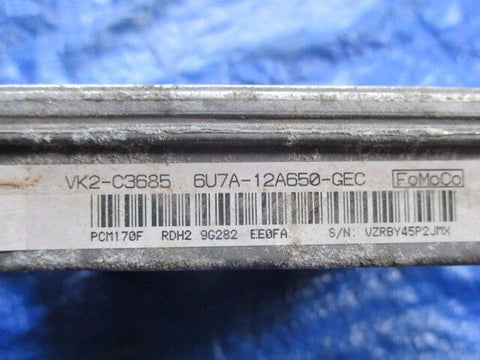 VK2-C3685 6U7A-12A650-GEC FoMoCo
PCM170F RDH2 9G282 EE0FA. S/N: VZRBY45P2JMX